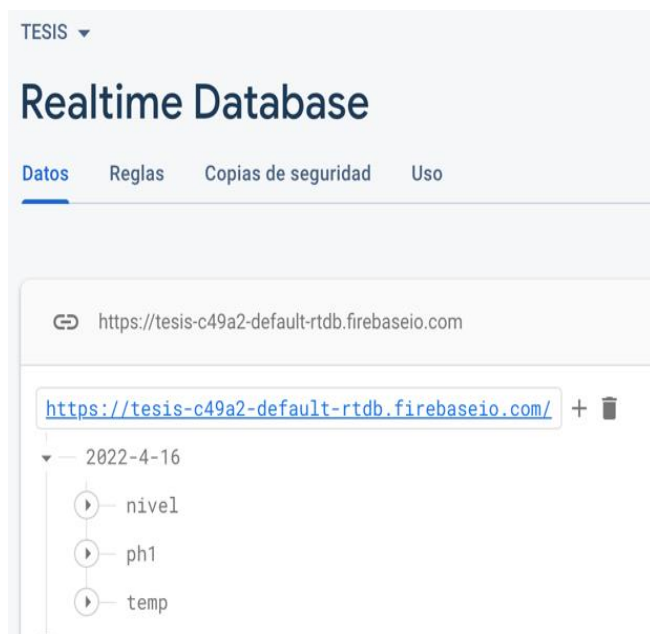 TESIS
Realtime Database
Datos Reglas Copias de seguridad Uso
https://tesis-c49a2-default-rtdb.firebaseio.com
https://tesis-c49a2-default-rtdb.firebaseio.com/
2022-4-16
nivel
ph1
temp